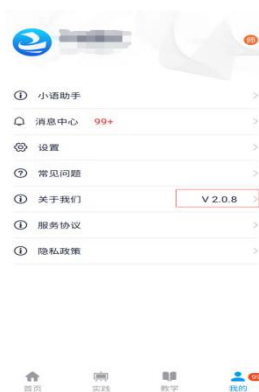 小语助手
消息中心 99+
设置
常见问题
关于我们 V 2.0.8
服务协议
隐私政策
首页 实践 教学 我的